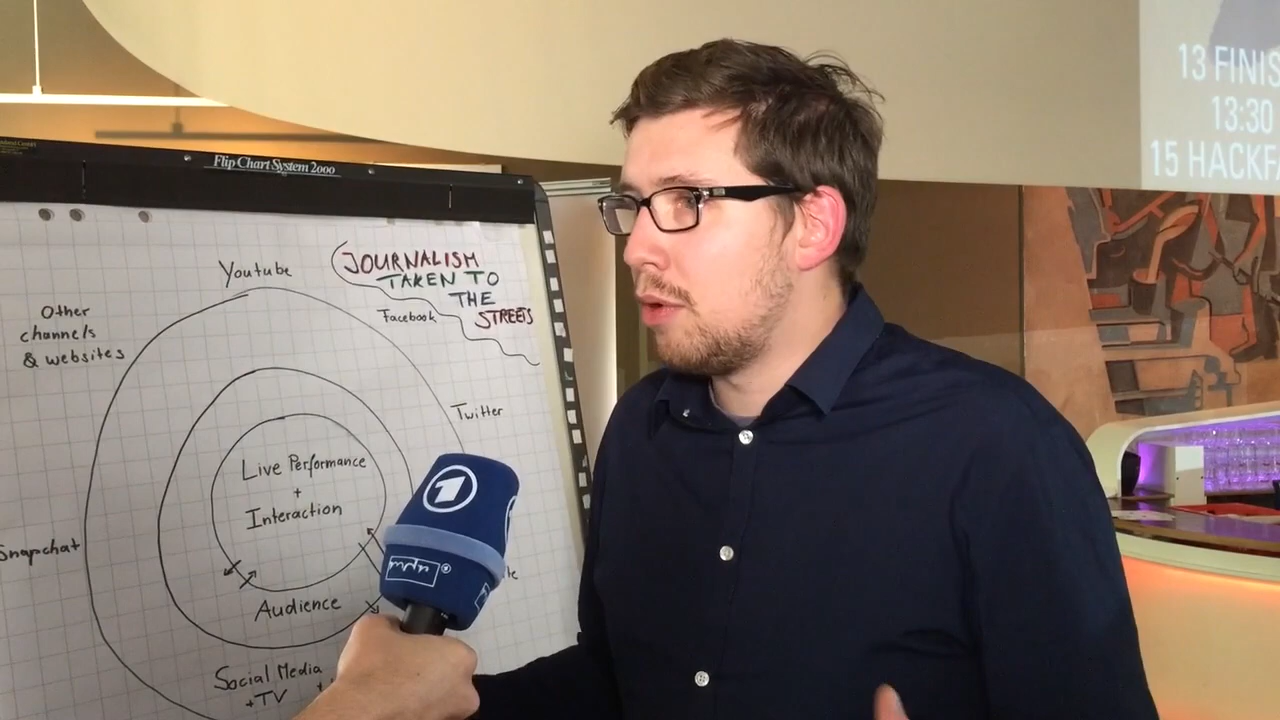 Flip Chart System 2000
13 FINIS
13:30
15 HACKFA
JOURNALISM
TAKEN TO
THE
STREETS
Youtube
Facebook
Other
channels
& websites
Twitter
Live Performance
+
Interaction
Snapchat
Audience
Social Media
+TV
1
mdr